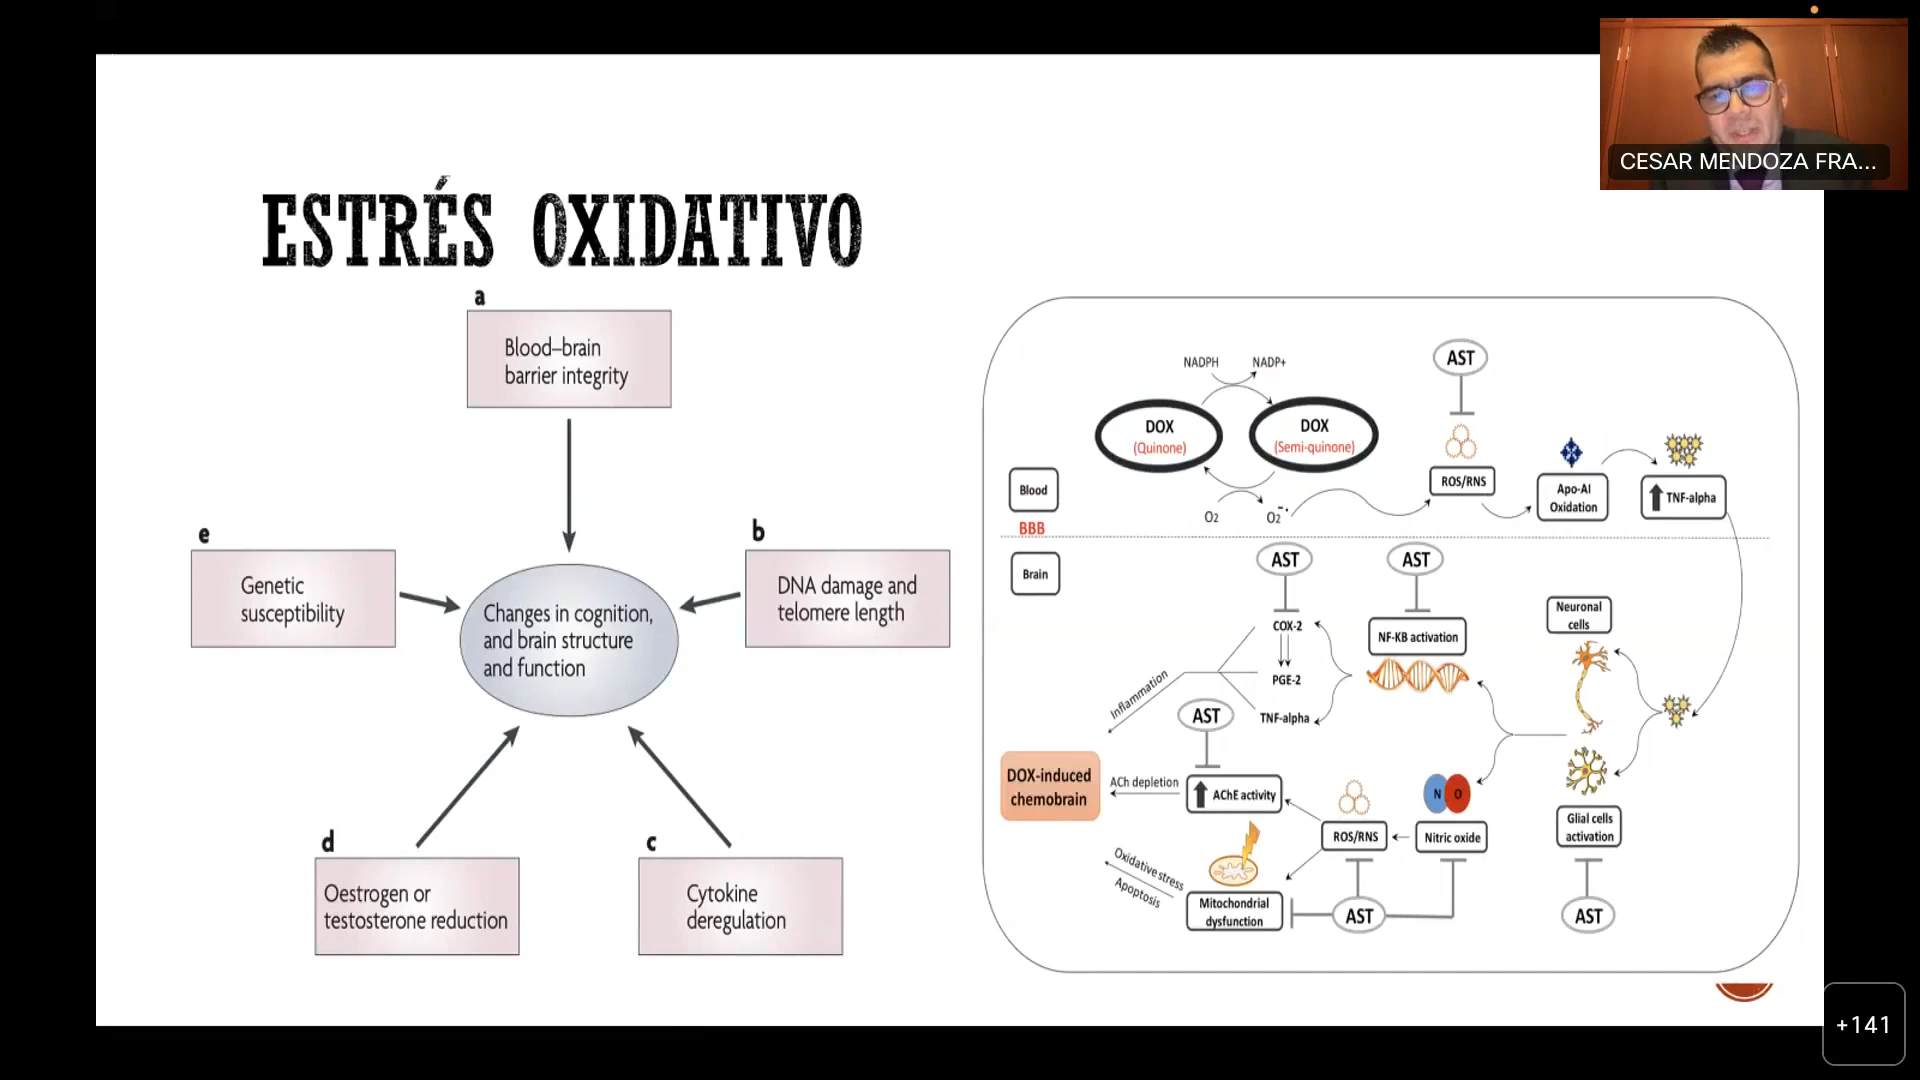 CESAR MENDOZA FRA...
ESTRÉS OXIDATIVO
a
Blood–brain
barrier integrity
e
Genetic
susceptibility
b
DNA damage and
telomere length
Changes in cognition,
and brain structure
and function
d
Oestrogen or
testosterone reduction
c
Cytokine
deregulation
NADPH
NADP+
AST
DOX
(Quinone)
DOX
(Semi-quinone)
ROS/RNS
Apo-AI
Oxidation
TNF-alpha
Blood
BBB
O2
O2-.
Brain
AST
AST
COX-2
NF-KB activation
Neuronal
cells
PGE-2
Inflammation
AST
TNF-alpha
DOX-induced
chemobrain
ACh depletion
AChE activity
N O
Glial cells
activation
ROS/RNS
Nitric oxide
Oxidative stress
Apoptosis
Mitochondrial
dysfunction
AST
AST
+141